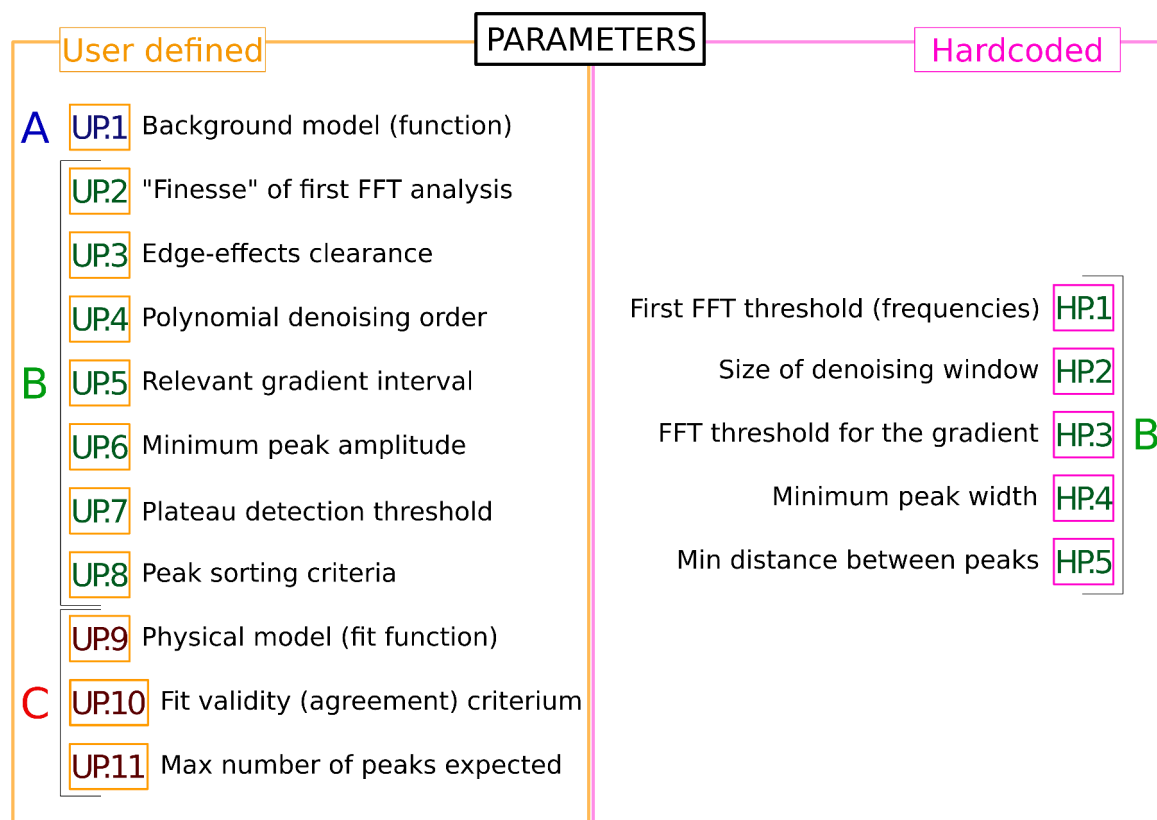 PARAMETERS
User defined
Hardcoded
A
UP.1 Background model (function)
UP.2 "Finesse" of first FFT analysis
UP.3 Edge-effects clearance
UP.4 Polynomial denoising order
B
UP.5 Relevant gradient interval
UP.6 Minimum peak amplitude
UP.7 Plateau detection threshold
UP.8 Peak sorting criteria
UP.9 Physical model (fit function)
C
UP.10 Fit validity (agreement) criterium
UP.11 Max number of peaks expected
First FFT threshold (frequencies) HP.1
Size of denoising window HP.2
FFT threshold for the gradient HP.3
B
Minimum peak width HP.4
Min distance between peaks HP.5